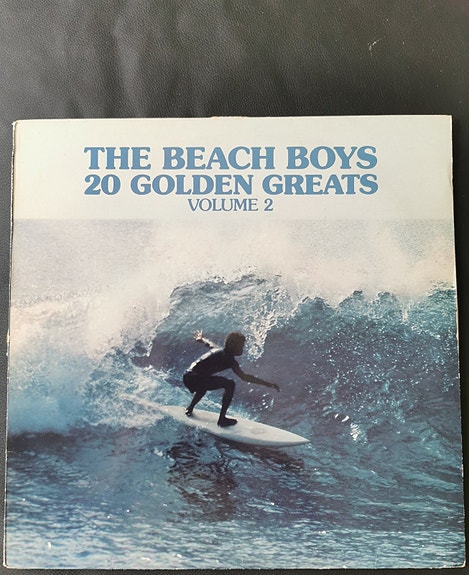 THE BEACH BOYS
20 GOLDEN GREATS
VOLUME 2